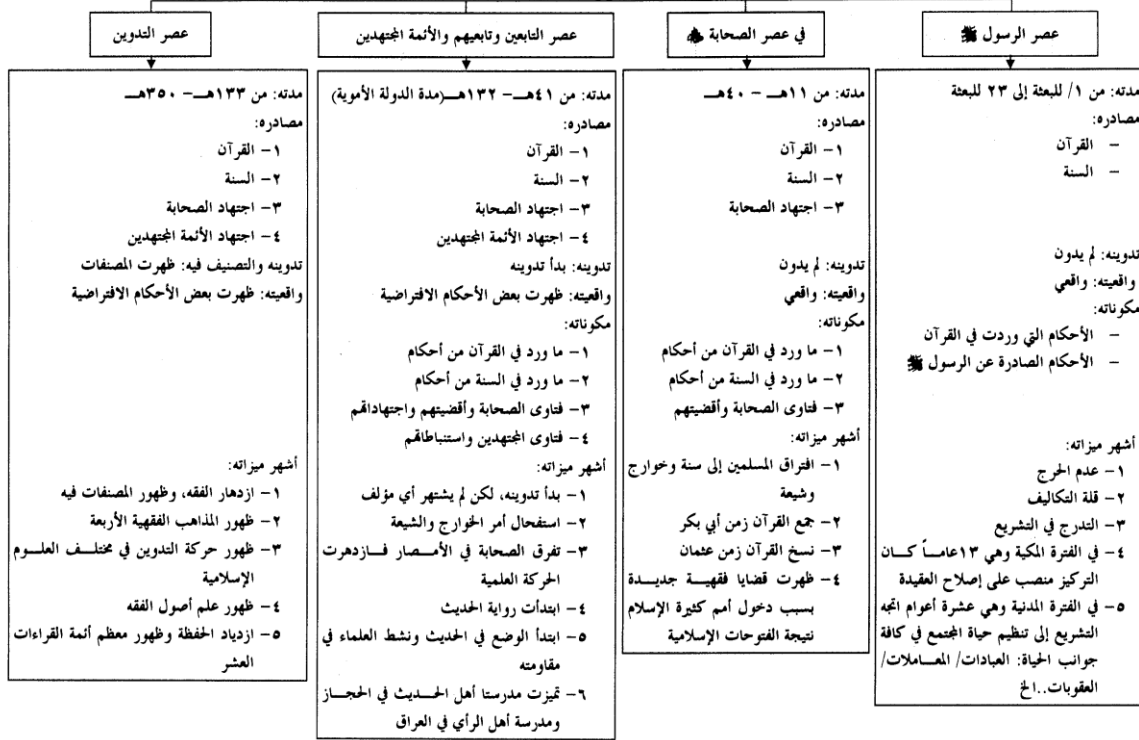 عصر الرسول ﷺ
مدته: من ١/ للبعثة إلى ٢٣ للبعثة
مصادره:
– القرآن
– السنة
تدوينه: لم يدون
واقعيته: واقعي
مكوناته:
– الأحكام التي وردت في القرآن
– الأحكام الصادرة عن الرسول ﷺ
أشهر ميزاته:
١– عدم الحرج
٢– قلة التكاليف
٣– التدرج في التشريع
٤– في الفترة المكية وهي ١٣عاماً كان
التركيز منصب على إصلاح العقيدة
٥– في الفترة المدنية وهي عشرة أعوام اتجه
التشريع إلى تنظيم حياة المجتمع في كافة
جوانب الحياة: العبادات/ المعاملات/
العقوبات..الخ
في عصر الصحابة ﷺ
مدته: من ١١هـ – ٤٠هـ
مصادره:
١– القرآن
٢– السنة
٣– اجتهاد الصحابة
تدوينه: لم يدون
واقعيته: واقعي
مكوناته:
١– ما ورد في القرآن من أحكام
٢– ما ورد في السنة من أحكام
٣– فتاوى الصحابة وأقضيتهم
أشهر ميزاته:
١– افتراق المسلمين إلى سنة وخوارج
وشيعة
٢– جمع القرآن زمن أبي بكر
٣– نسخ القرآن زمن عثمان
٤– ظهرت قضايا فقهية جديدة
بسبب دخول أمم كثيرة الإسلام
نتيجة الفتوحات الإسلامية
عصر التابعين وتابعيهم والأئمة المجتهدين
مدته: من ٤١هـ – ١٣٢هـ(مدة الدولة الأموية)
مصادره:
١– القرآن
٢– السنة
٣– اجتهاد الصحابة
٤– اجتهاد الأئمة المجتهدين
تدوينه: بدأ تدوينه
واقعيته: ظهرت بعض الأحكام الافتراضية
مكوناته:
١– ما ورد في القرآن من أحكام
٢– ما ورد في السنة من أحكام
٣– فتاوى الصحابة وأقضيتهم واجتهاداتهم
٤– فتاوى المجتهدين واستنباطاتهم
أشهر ميزاته:
١– بدأ تدوينه، لكن لم يشتهر أي مؤلف
٢– استفحال أمر الخوارج والشيعة
٣– تفرق الصحابة في الأمصار فازدهرت
الحركة العلمية
٤– ابتدأت رواية الحديث
٥– ابتدأ الوضع في الحديث ونشط العلماء في
مقاومته
٦– تميزت مدرستا أهل الحديث في الحجاز
ومدرسة أهل الرأي في العراق
عصر التدوين
مدته: من ١٣٣هـ – ٣٥٠هـ
مصادره:
١– القرآن
٢– السنة
٣– اجتهاد الصحابة
٤– اجتهاد الأئمة المجتهدين
تدوينه والتصنيف فيه: ظهرت المصنفات
واقعيته: ظهرت بعض الأحكام الافتراضية
أشهر ميزاته:
١– ازدهار الفقه، وظهور المصنفات فيه
٢– ظهور المذاهب الفقهية الأربعة
٣– ظهور حركة التدوين في مختلف العلوم
الإسلامية
٤– ظهور علم أصول الفقه
٥– ازدياد الحفظة وظهور معظم أئمة القراءات
العشر